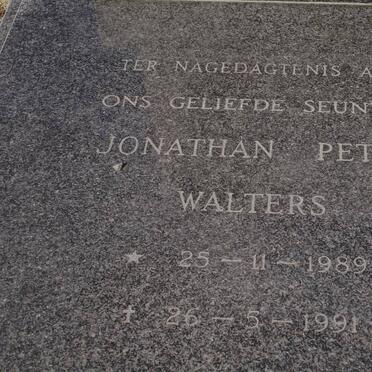 TER NAGEDAGTENIS A
ONS GELIEFDE SEUN
JONATHAN PET
WALTERS
★ 25 – 11 – 1989
† 26 – 5 – 1991